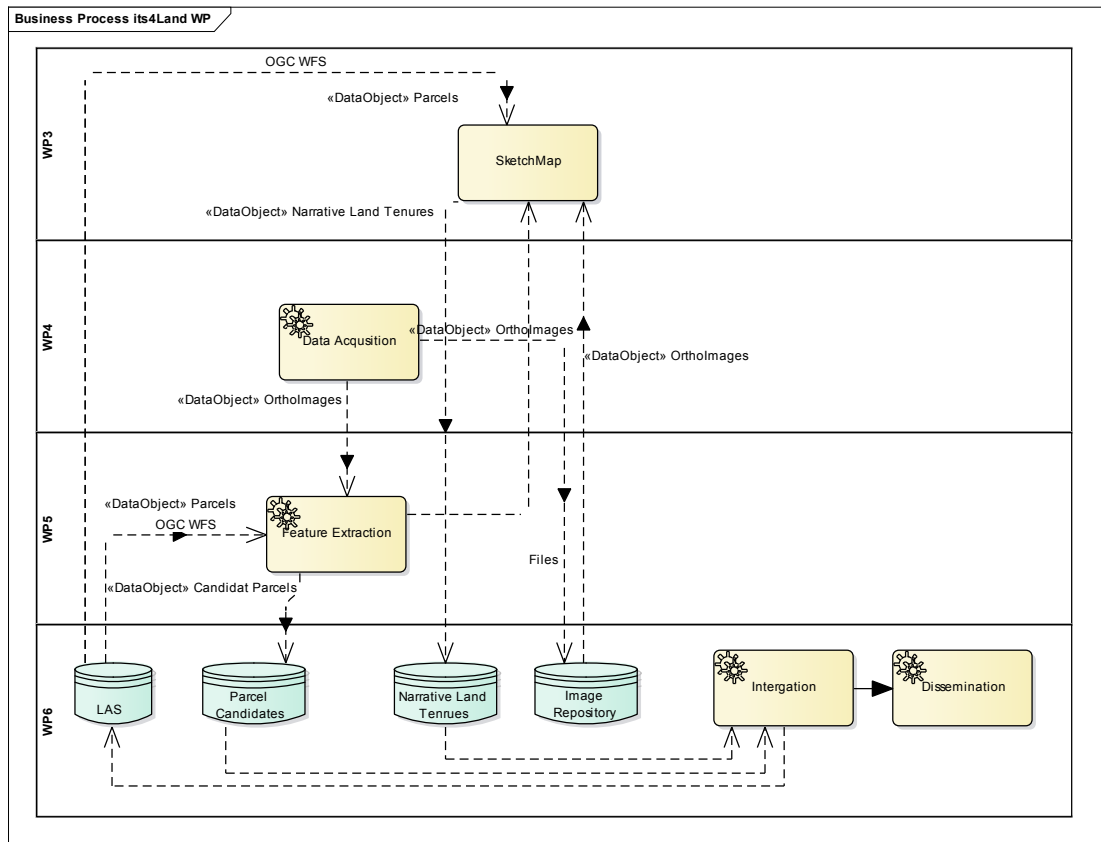 Business Process its4Land WP
WP3
OGC WFS
«DataObject» Parcels
SketchMap
«DataObject» Narrative Land Tenures
WP4
Data Acqusition
«DataObject» OrthoImages
«DataObject» OrthoImages
«DataObject» OrthoImages
WP5
«DataObject» Parcels
OGC WFS
Feature Extraction
Files
«DataObject» Candidat Parcels
WP6
LAS
Parcel
Candidates
Narrative Land
Tenrues
Image
Repository
Intergation
Dissemination